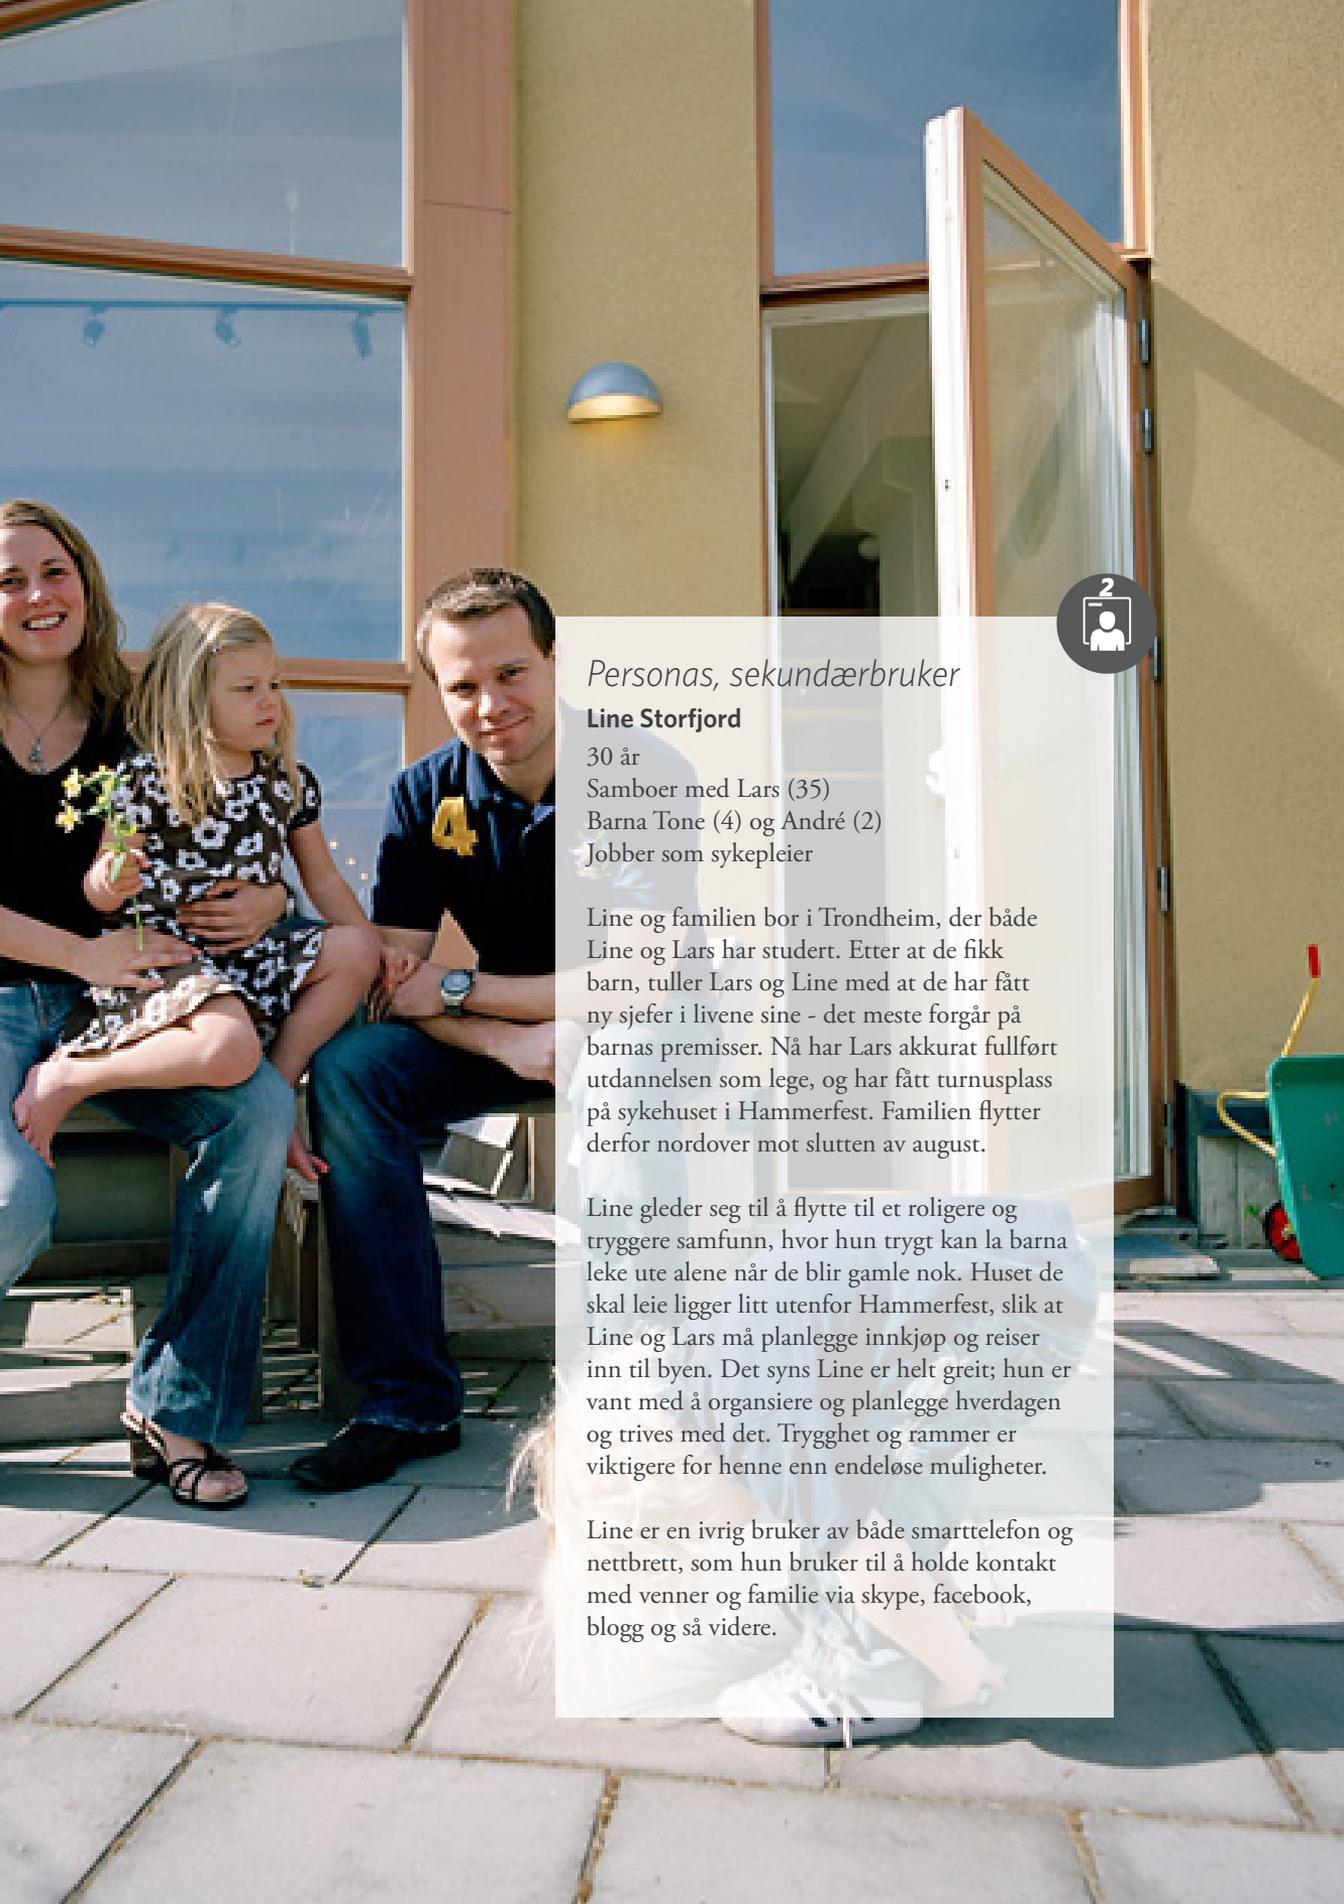 2
Personas, sekundærbruker
Line Storfjord
30 år
Samboer med Lars (35)
Barna Tone (4) og André (2)
Jobber som sykepleier
Line og familien bor i Trondheim, der både
Line og Lars har studert. Etter at de fikk
barn, tuller Lars og Line med at de har fått
ny sjefer i livene sine - det meste forgår på
barnas premisser. Nå har Lars akkurat fullført
utdannelsen som lege, og har fått turnusplass
på sykehuset i Hammerfest. Familien flytter
derfor nordover mot slutten av august.
Line gleder seg til å flytte til et roligere og
tryggere samfunn, hvor hun trygt kan la barna
leke ute alene når de blir gamle nok. Huset de
skal leie ligger litt utenfor Hammerfest, slik at
Line og Lars må planlegge innkjøp og reiser
inn til byen. Det syns Line er helt greit; hun er
vant med å organsiere og planlegge hverdagen
og trives med det. Trygghet og rammer er
viktigere for henne enn endeløse muligheter.
Line er en ivrig bruker av både smarttelefon og
nettbrett, som hun bruker til å holde kontakt
med venner og familie via skype, facebook,
blogg og så videre.
4